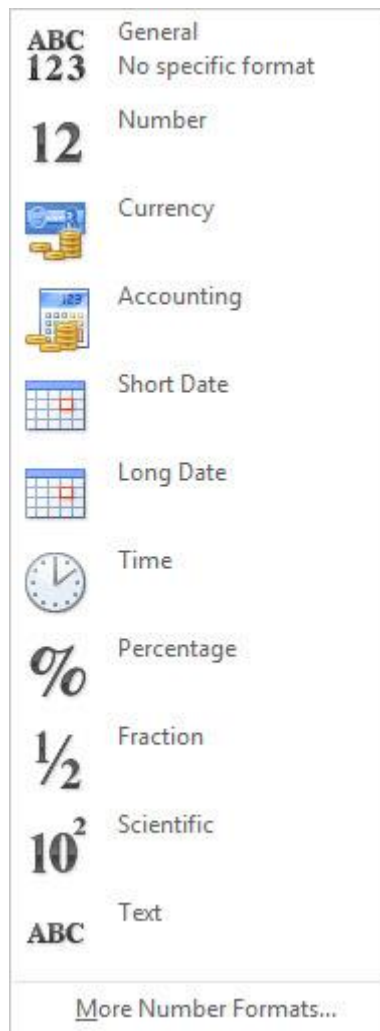 ABC
123
General
No specific format
12
Number
Currency
123
Accounting
Short Date
Long Date
Time
%
Percentage
1/2
Fraction
10²
Scientific
ABC
Text
More Number Formats...